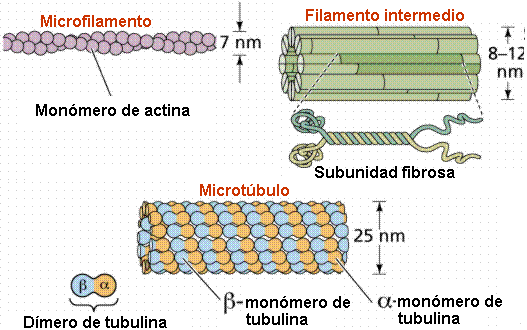 Microfilamento
7 nm
Monómero de actina
Filamento intermedio
8–12
nm
Subunidad fibrosa
Microtúbulo
25 nm
β α
Dímero de tubulina
β-monómero de
tubulina
α-monómero de
tubulina